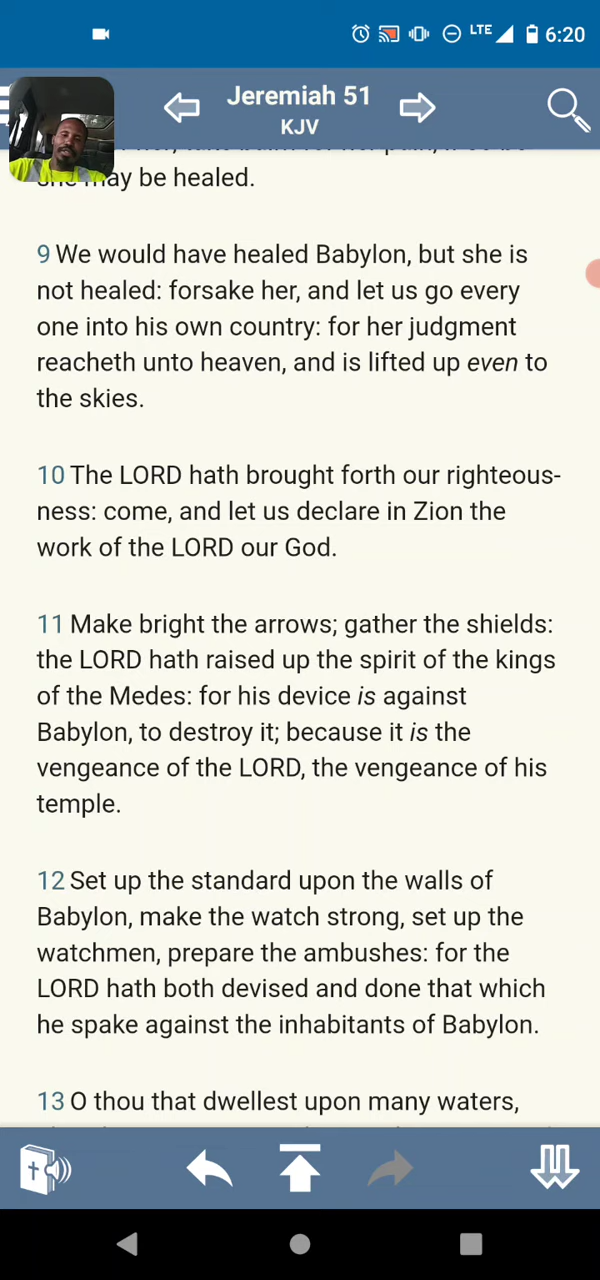 LTE 6:20
Jeremiah 51
KJV
may be healed.
9 We would have healed Babylon, but she is
not healed: forsake her, and let us go every
one into his own country: for her judgment
reacheth unto heaven, and is lifted up even to
the skies.
10 The LORD hath brought forth our righteous-
ness: come, and let us declare in Zion the
work of the LORD our God.
11 Make bright the arrows; gather the shields:
the LORD hath raised up the spirit of the kings
of the Medes: for his device is against
Babylon, to destroy it; because it is the
vengeance of the LORD, the vengeance of his
temple.
12 Set up the standard upon the walls of
Babylon, make the watch strong, set up the
watchmen, prepare the ambushes: for the
LORD hath both devised and done that which
he spake against the inhabitants of Babylon.
13 O thou that dwellest upon many waters,